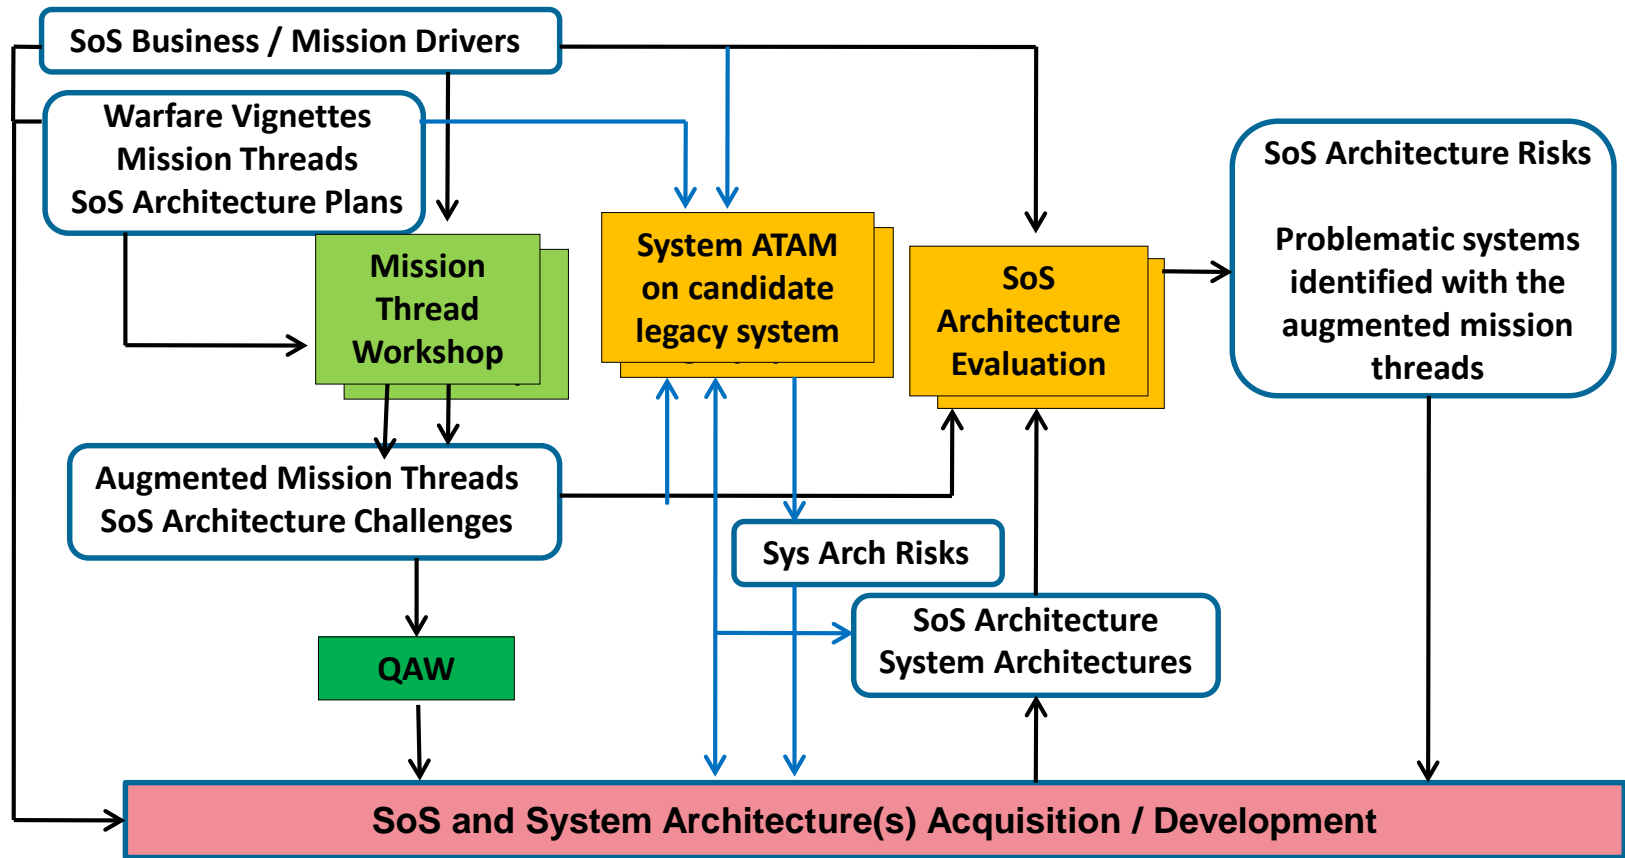 SoS Business / Mission Drivers
Warfare Vignettes
Mission Threads
SoS Architecture Plans
Mission
Thread
Workshop
System ATAM
on candidate
legacy system
SoS
Architecture
Evaluation
SoS Architecture Risks
Problematic systems
identified with the
augmented mission
threads
Augmented Mission Threads
SoS Architecture Challenges
Sys Arch Risks
SoS Architecture
System Architectures
QAW
SoS and System Architecture(s) Acquisition / Development